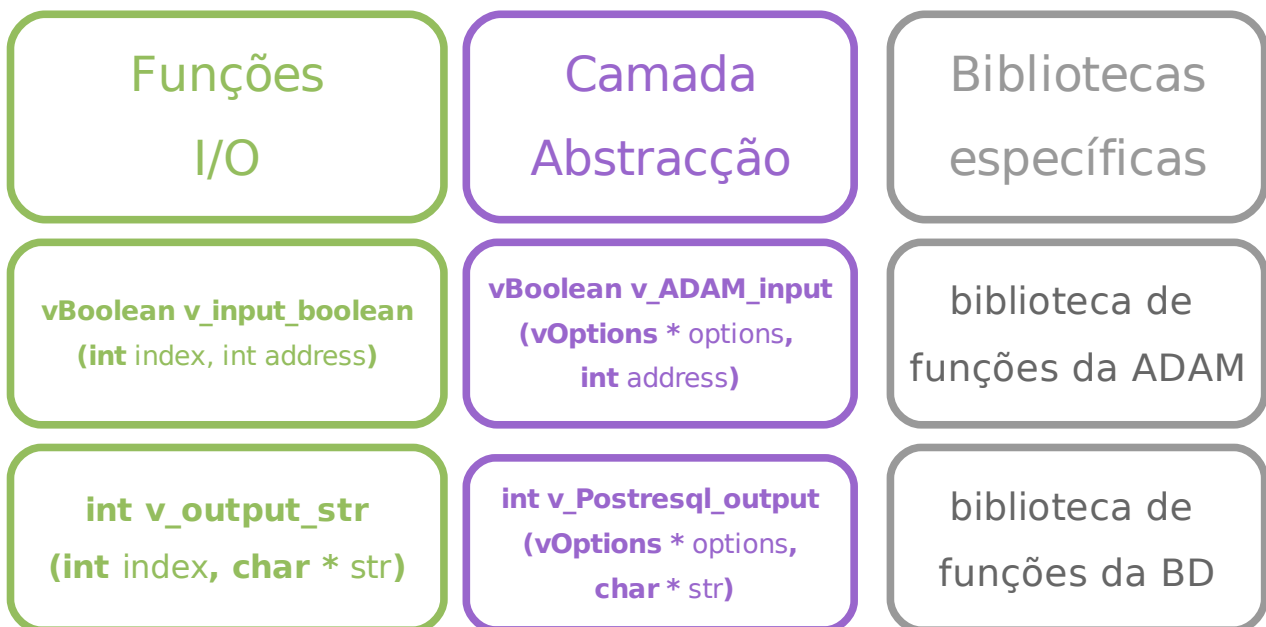 Funções
I/O
Camada
Abstracção
Bibliotecas
específicas
vBoolean v_input_boolean
(int index, int address)
vBoolean v_ADAM_input
(vOptions * options,
int address)
biblioteca de
funções da ADAM
int v_output_str
(int index, char * str)
int v_Postresql_output
(vOptions * options,
char * str)
biblioteca de
funções da BD